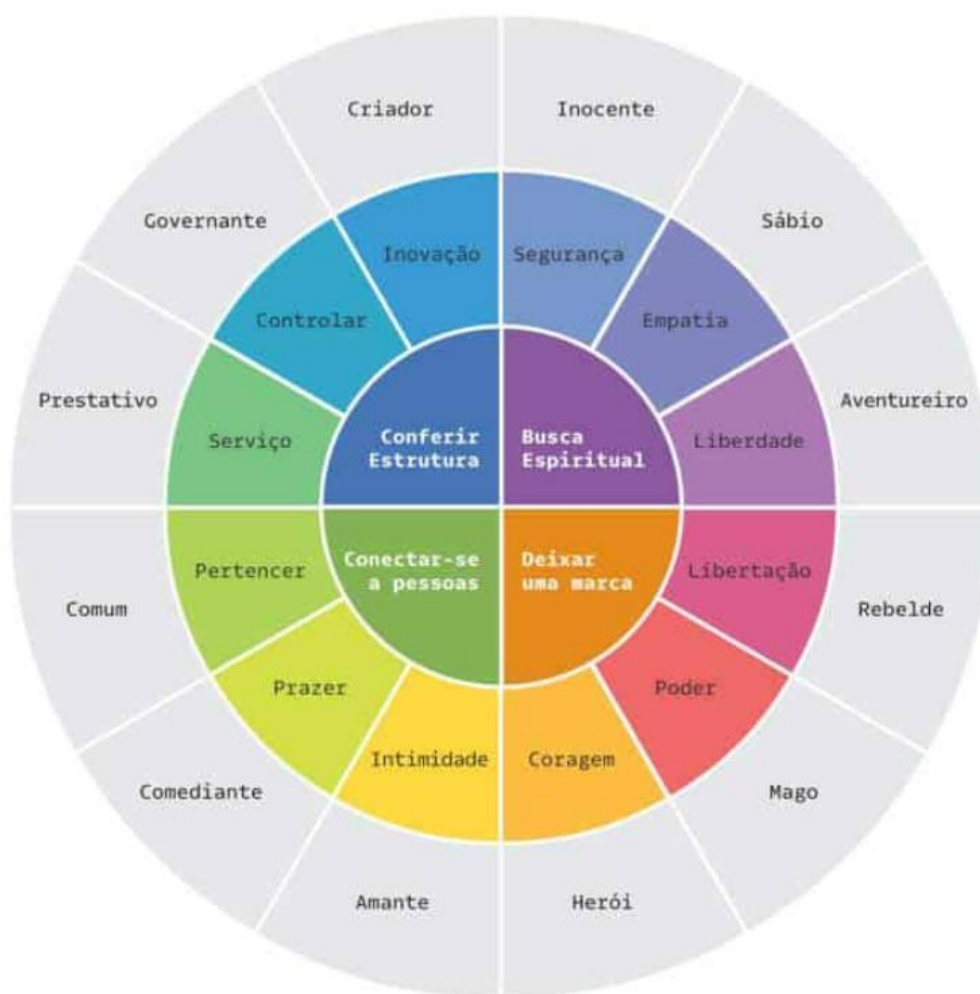 Criador
Inocente
Governante
Sábio
Inovação
Segurança
Controlar
Empatia
Prestativo
Aventureiro
Serviço
Conferir
Estrutura
Busca
Espiritual
Liberdade
Conectar-se
a pessoas
Deixar
uma marca
Pertencer
Libertação
Comum
Rebelde
Prazer
Poder
Intimidade
Coragem
Comediante
Mago
Amante
Herói